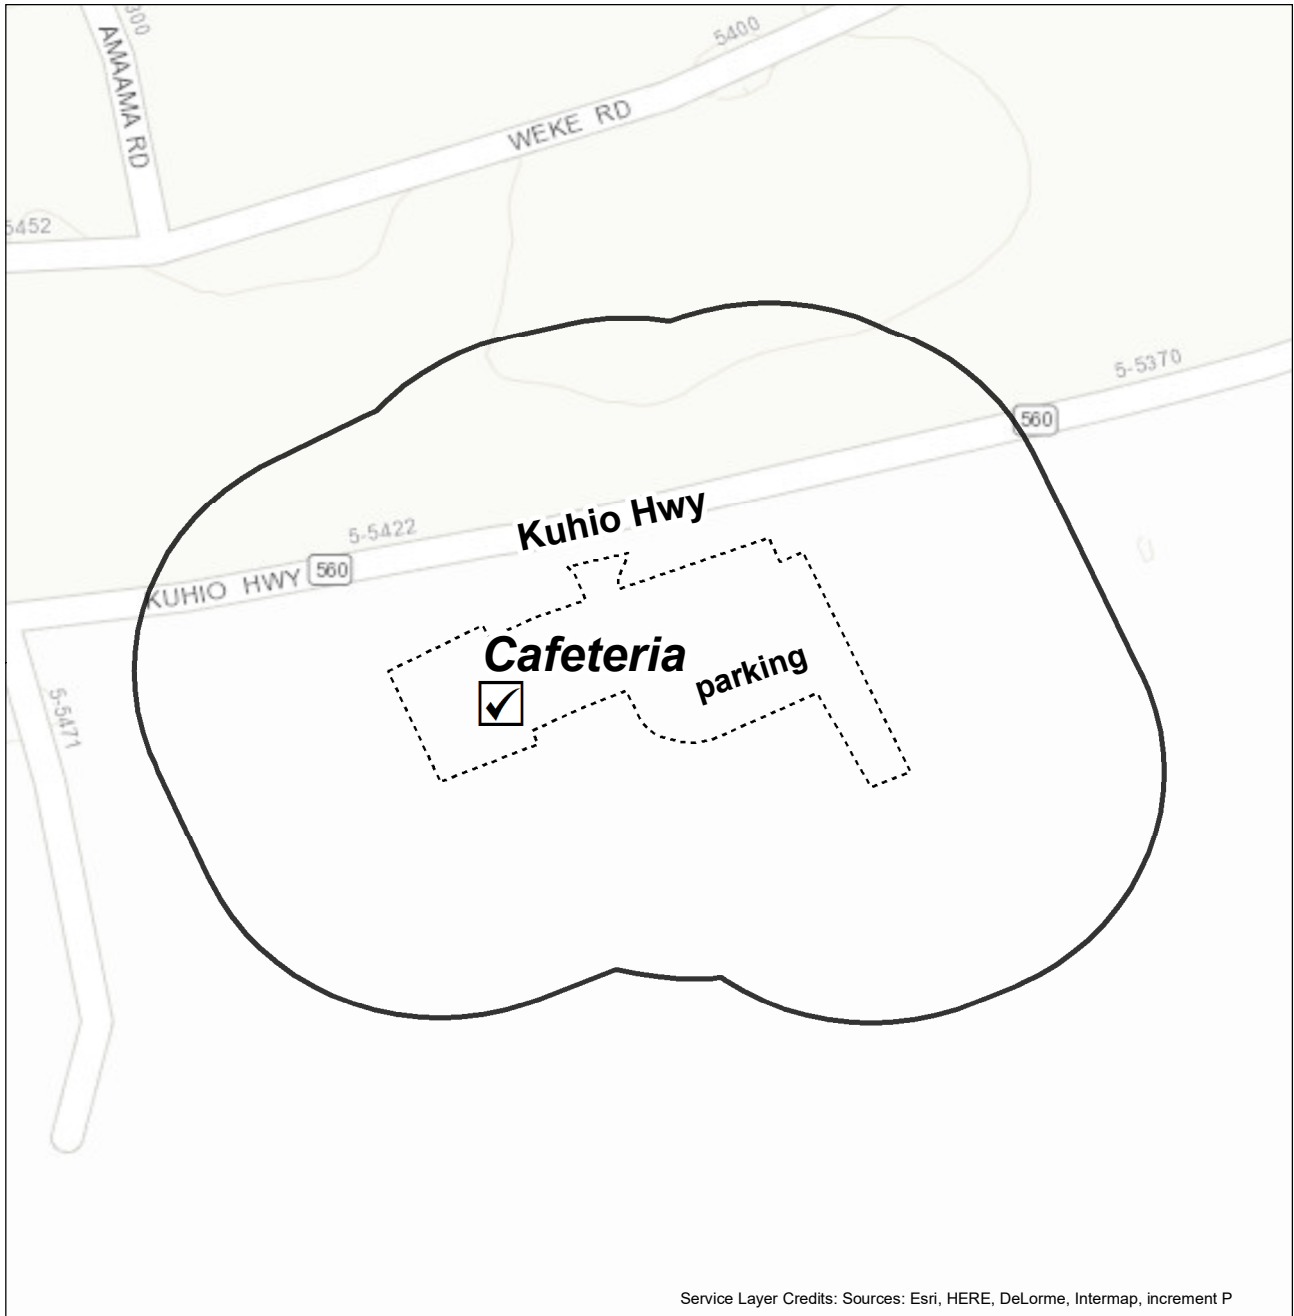 300
AMAAMA RD
5400
WEKE RD
5452
5-5370
560
Kuhio Hwy
5-5422
560
KUHIO HWY
Cafeteria
parking
5-5471
Service Layer Credits: Sources: Esri, HERE, DeLorme, Intermap, increment P